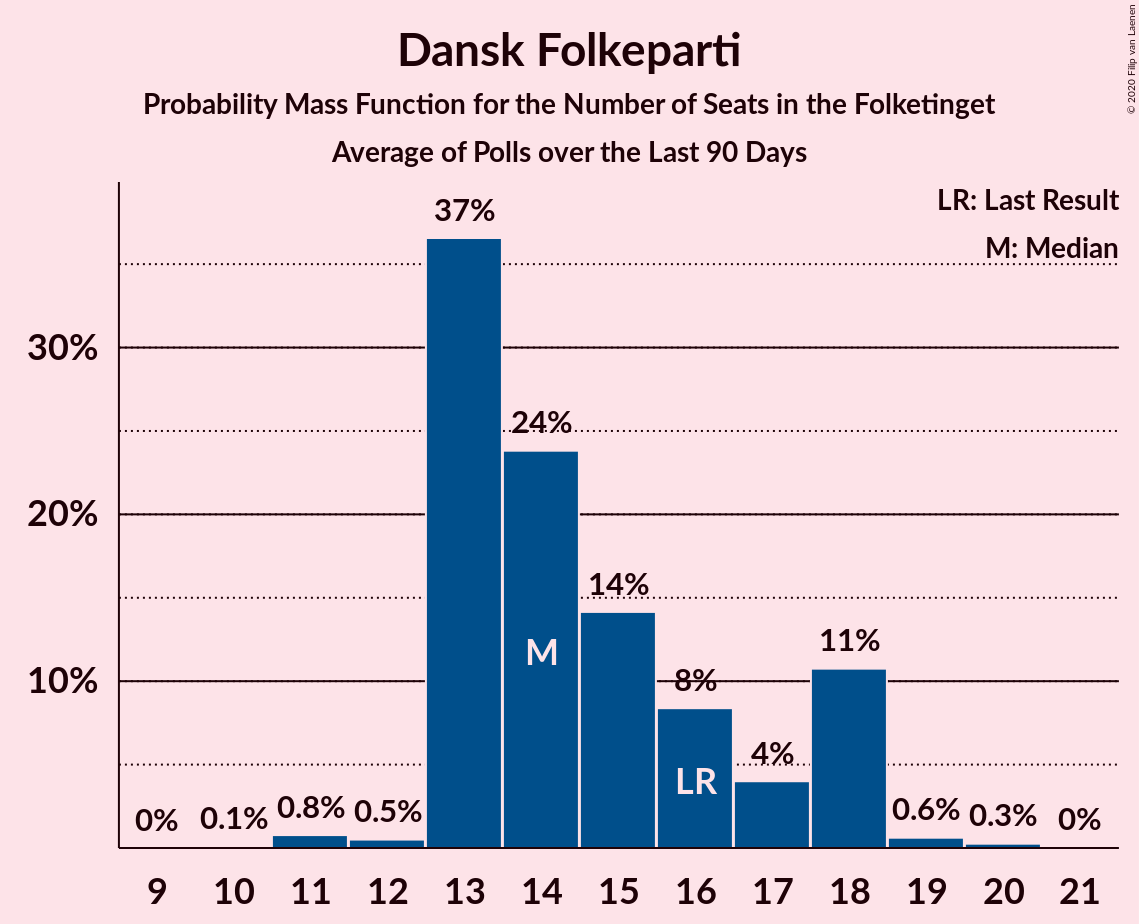 Dansk Folkeparti
Probability Mass Function for the Number of Seats in the Folketinget
Average of Polls over the Last 90 Days
© 2020 Filip van Laenen
LR: Last Result
M: Median
30%
20%
10%
0%
0.1%
0.8%
0.5%
37%
24%
14%
8%
4%
11%
0.6%
0.3%
0%
M
LR
9 10 11 12 13 14 15 16 17 18 19 20 21